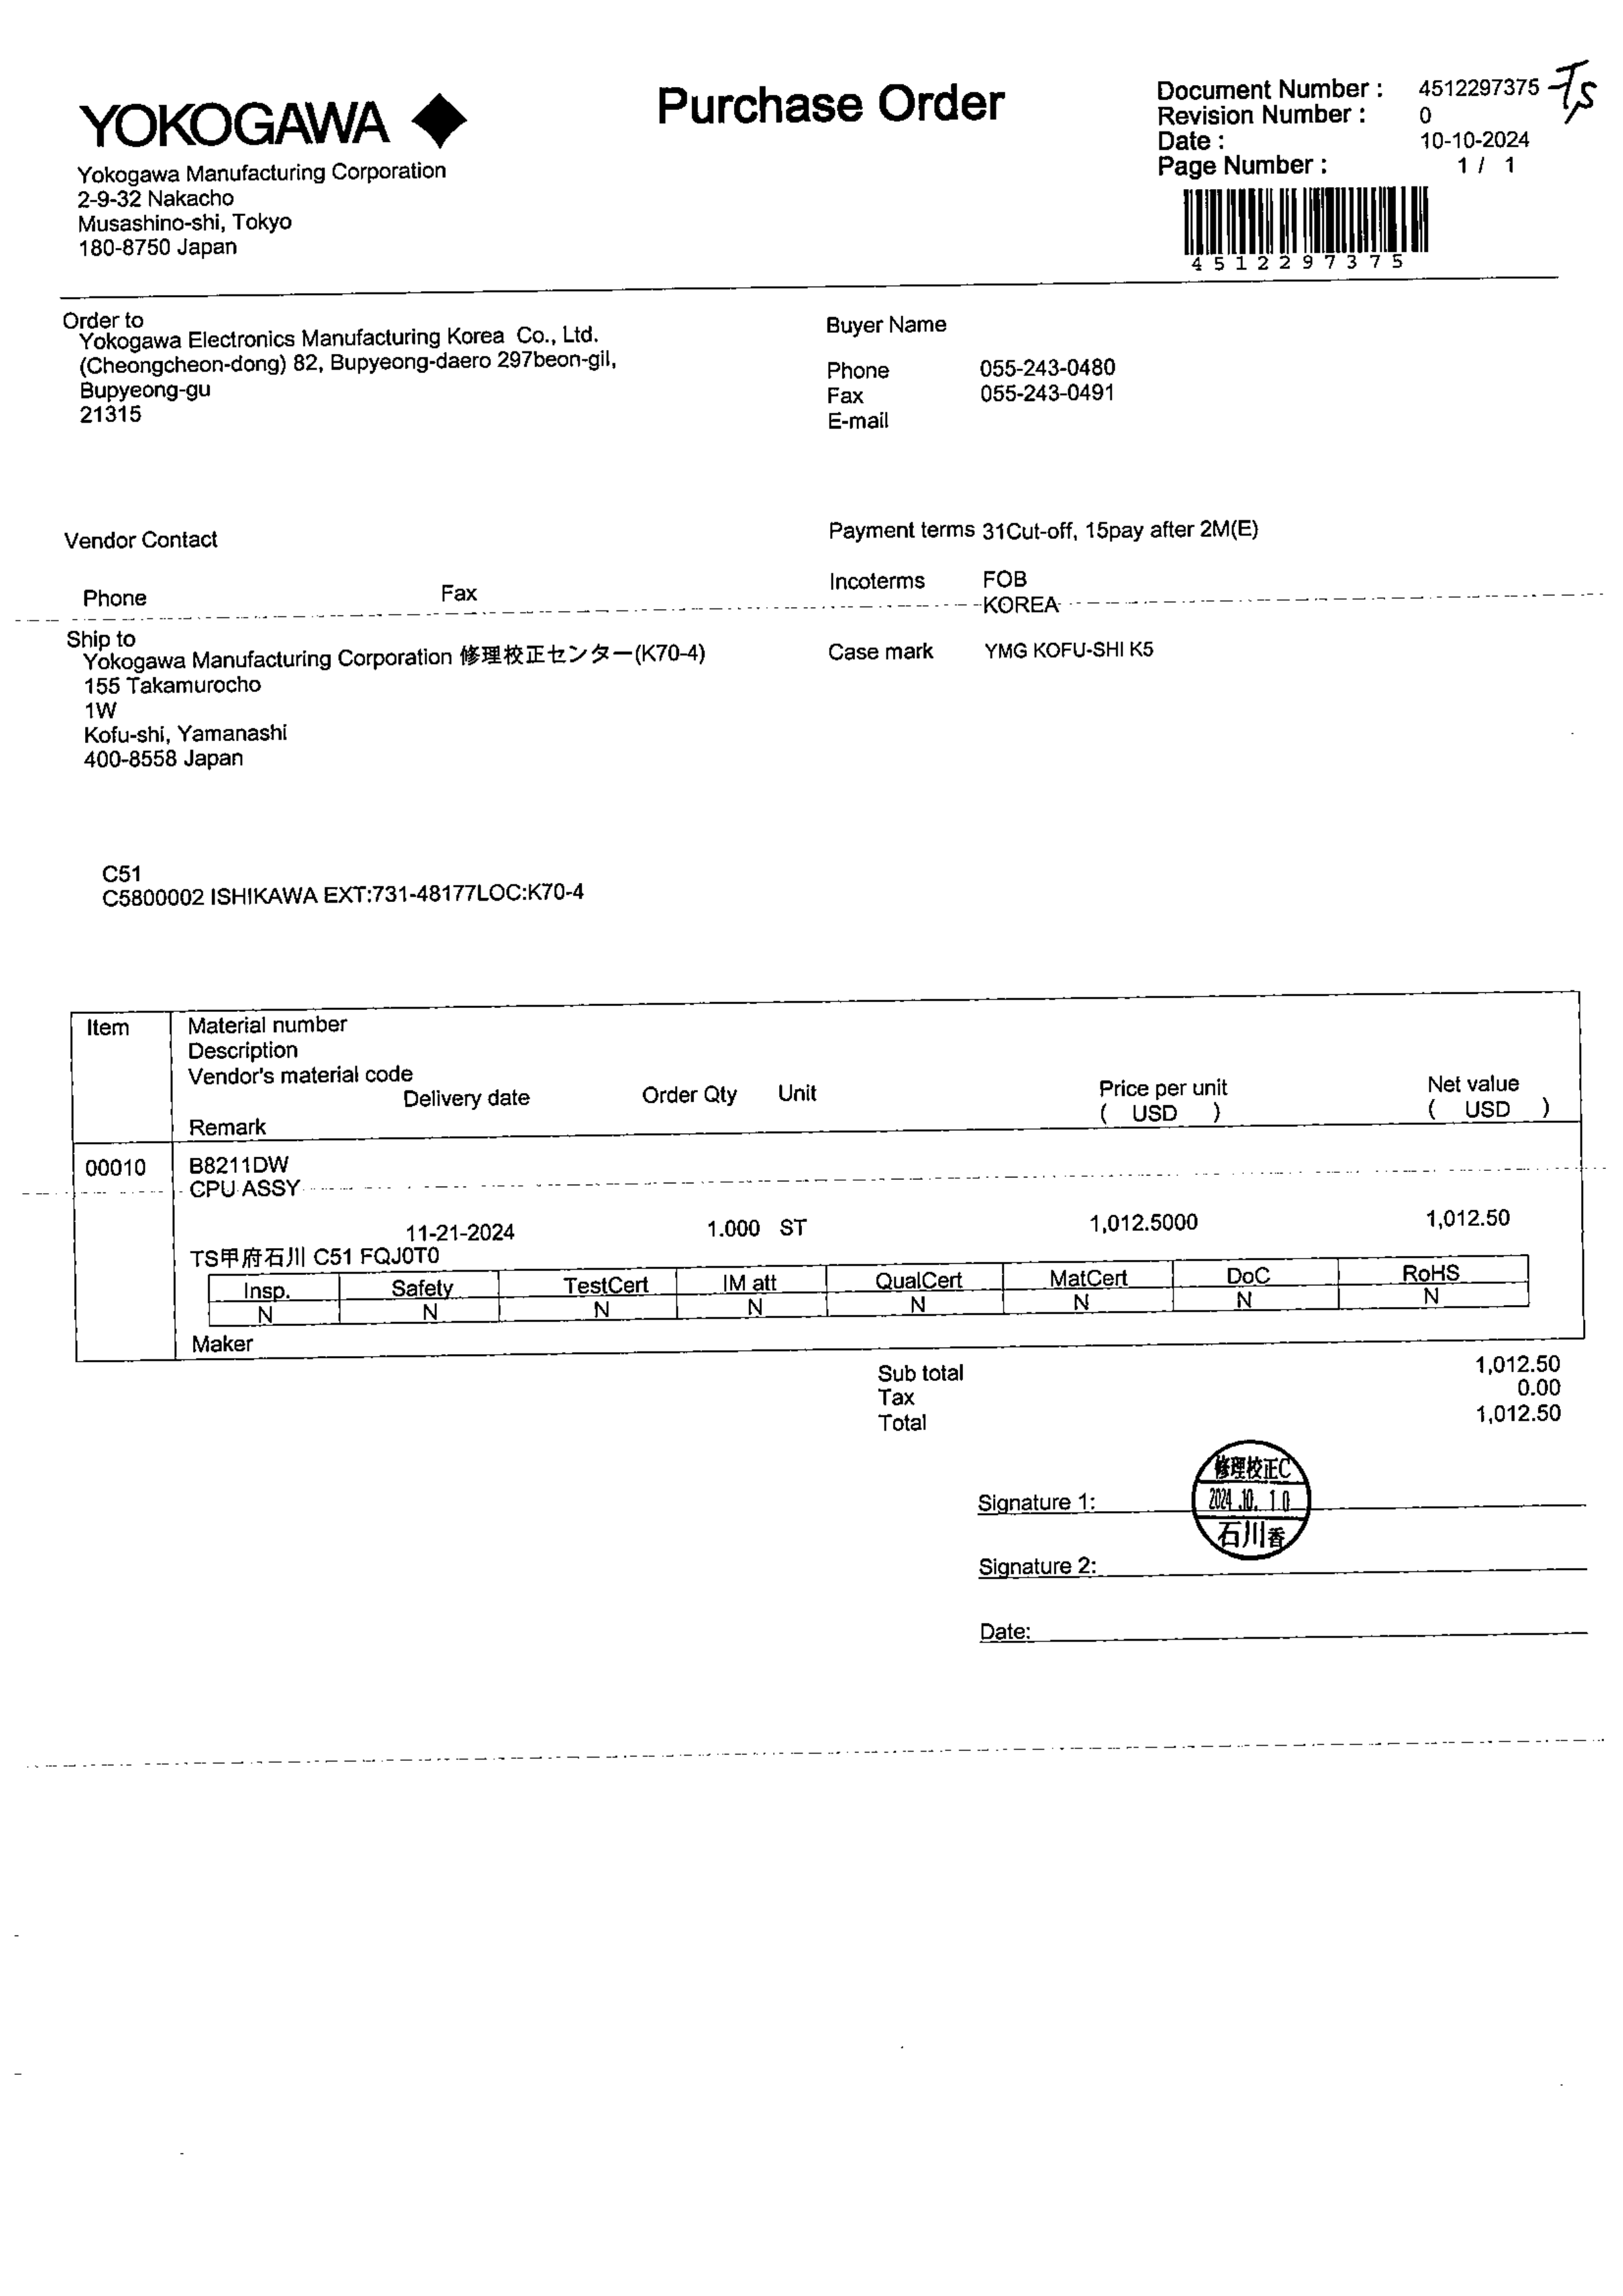 YOKOGAWA
Purchase Order
Document Number : 4512297375
TS
Revision Number : 0
Date : 10-10-2024
Page Number : 1 / 1
4512297375
Yokogawa Manufacturing Corporation
2-9-32 Nakacho
Musashino-shi, Tokyo
180-8750 Japan
Order to
Yokogawa Electronics Manufacturing Korea Co., Ltd.
(Cheongcheon-dong) 82, Bupyeong-daero 297beon-gil,
Bupyeong-gu
21315
Buyer Name
Phone 055-243-0480
Fax 055-243-0491
E-mail
Vendor Contact
Phone Fax
Payment terms 31Cut-off, 15pay after 2M(E)
Incoterms FOB
KOREA
Ship to
Yokogawa Manufacturing Corporation 修理校正センター(K70-4)
155 Takamurocho
1W
Kofu-shi, Yamanashi
400-8558 Japan
Case mark YMG KOFU-SHI K5
C51
C5800002 ISHIKAWA EXT:731-48177LOC:K70-4
Item Material number
Description
Vendor's material code
Delivery date Order Qty Unit Price per unit Net value
( USD ) ( USD )
Remark
00010 B8211DW
CPU ASSY
11-21-2024 1.000 ST 1,012.5000 1,012.50
TS甲府石川 C51 FQJ0T0
Insp. Safety TestCert IM att QualCert MatCert DoC RoHS
N N N N N N N N
Maker
Sub total 1,012.50
Tax 0.00
Total 1,012.50
Signature 1:
修理校正C
2024.10.10
石川香
Signature 2:
Date: